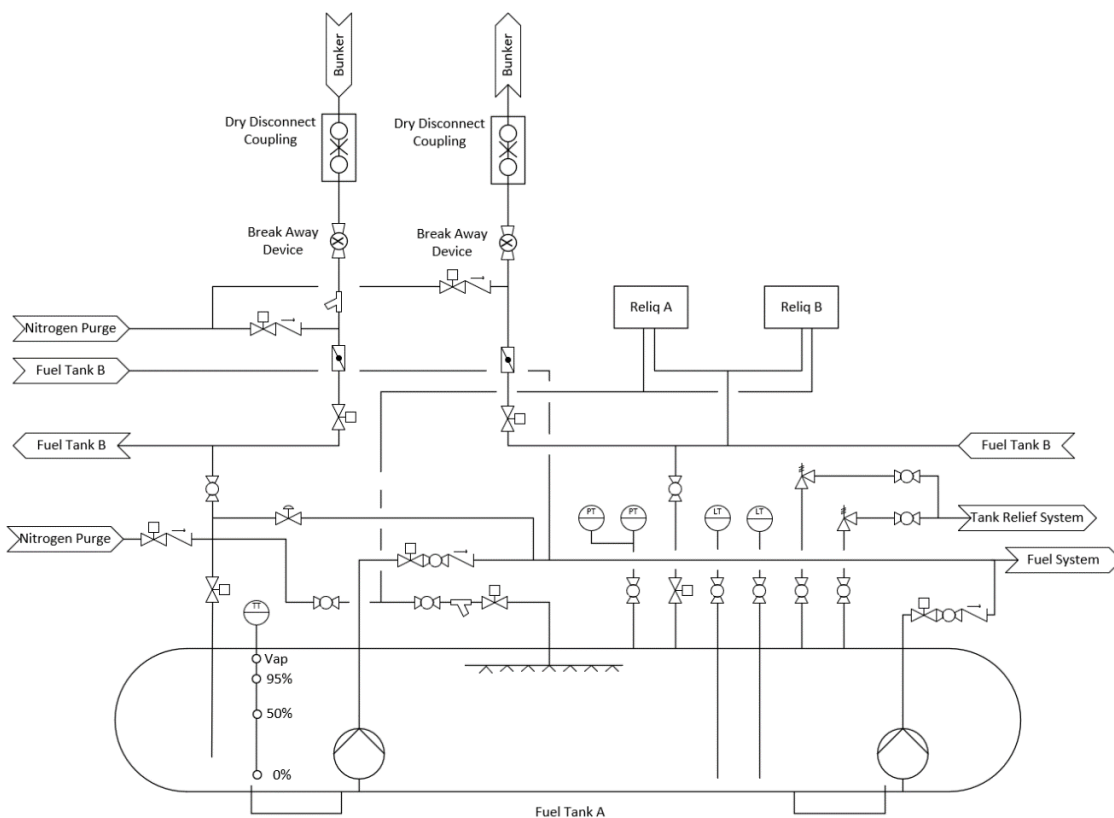 Bunker
Bunker
Dry Disconnect
Coupling
Dry Disconnect
Coupling
Break Away
Device
Break Away
Device
Reliq A
Reliq B
Nitrogen Purge
Fuel Tank B
Fuel Tank B
Fuel Tank B
PT
PT
LT
LT
Tank Relief System
Nitrogen Purge
Fuel System
TT
Vap
95%
50%
0%
Fuel Tank A